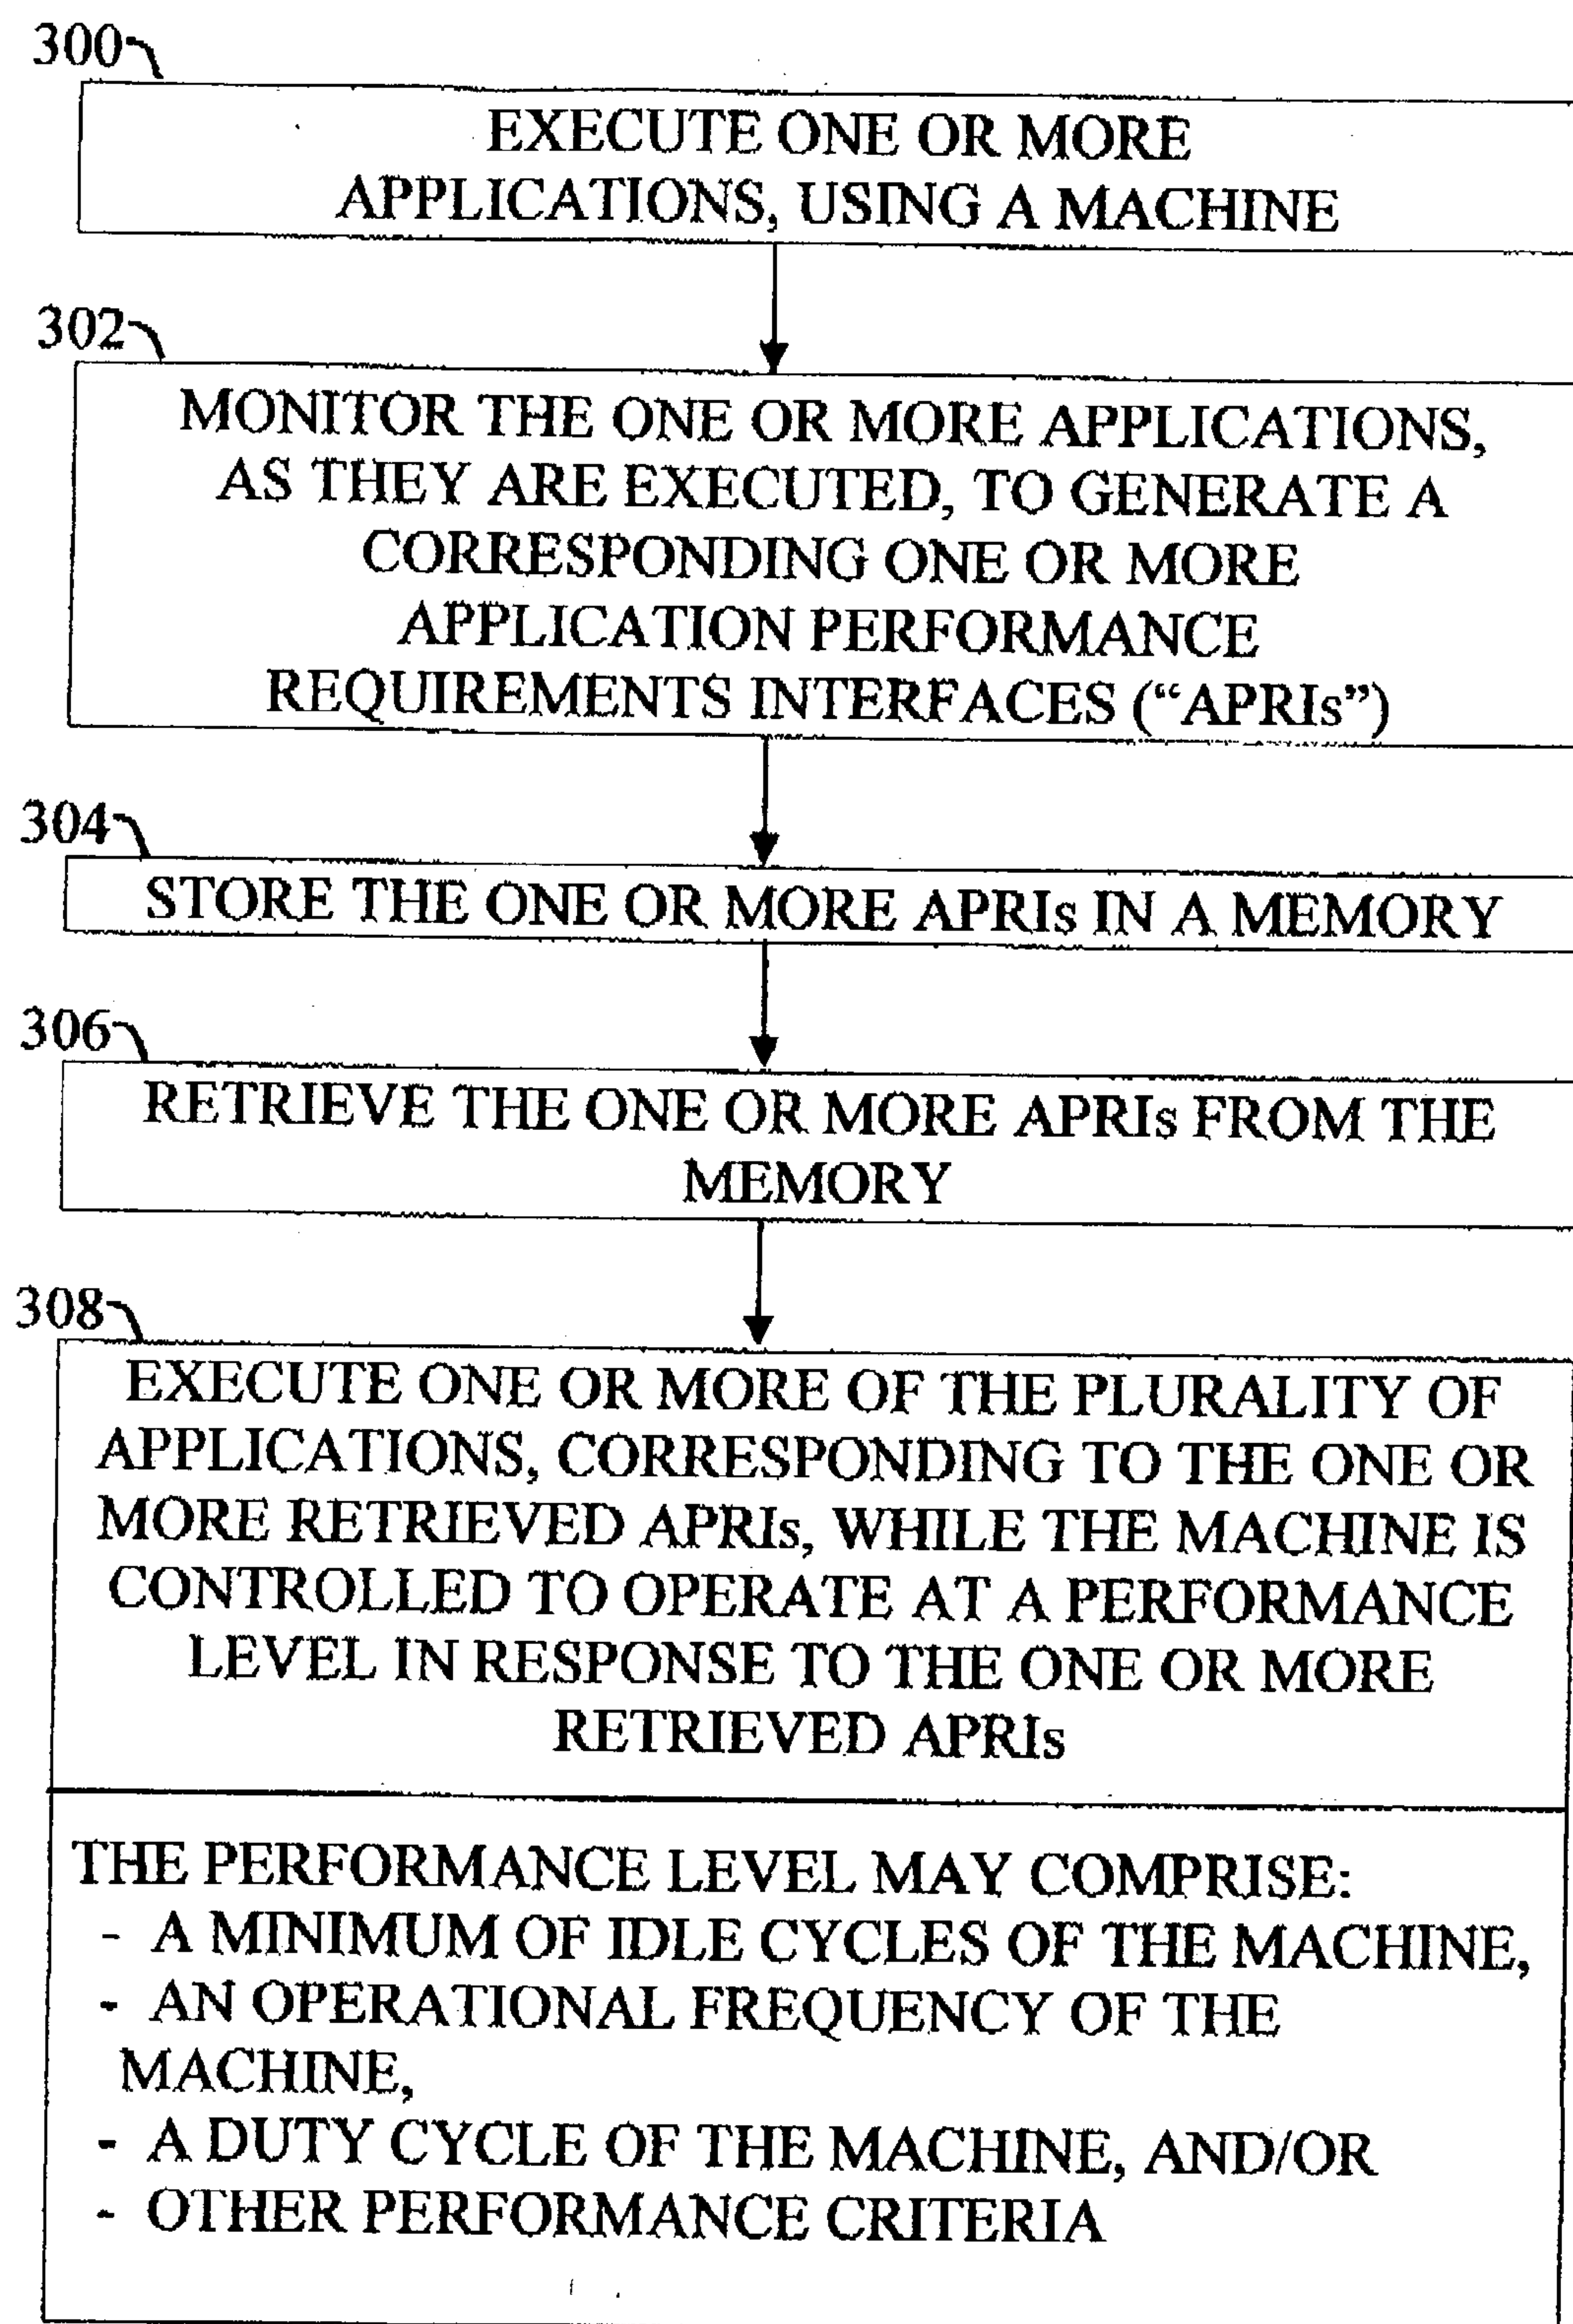 300
EXECUTE ONE OR MORE
APPLICATIONS, USING A MACHINE
302
MONITOR THE ONE OR MORE APPLICATIONS,
AS THEY ARE EXECUTED, TO GENERATE A
CORRESPONDING ONE OR MORE
APPLICATION PERFORMANCE
REQUIREMENTS INTERFACES (“APRIs”)
304
STORE THE ONE OR MORE APRIs IN A MEMORY
306
RETRIEVE THE ONE OR MORE APRIs FROM THE
MEMORY
308
EXECUTE ONE OR MORE OF THE PLURALITY OF
APPLICATIONS, CORRESPONDING TO THE ONE OR
MORE RETRIEVED APRIs, WHILE THE MACHINE IS
CONTROLLED TO OPERATE AT A PERFORMANCE
LEVEL IN RESPONSE TO THE ONE OR MORE
RETRIEVED APRIs
THE PERFORMANCE LEVEL MAY COMPRISE:
- A MINIMUM OF IDLE CYCLES OF THE MACHINE,
- AN OPERATIONAL FREQUENCY OF THE
MACHINE,
- A DUTY CYCLE OF THE MACHINE, AND/OR
- OTHER PERFORMANCE CRITERIA